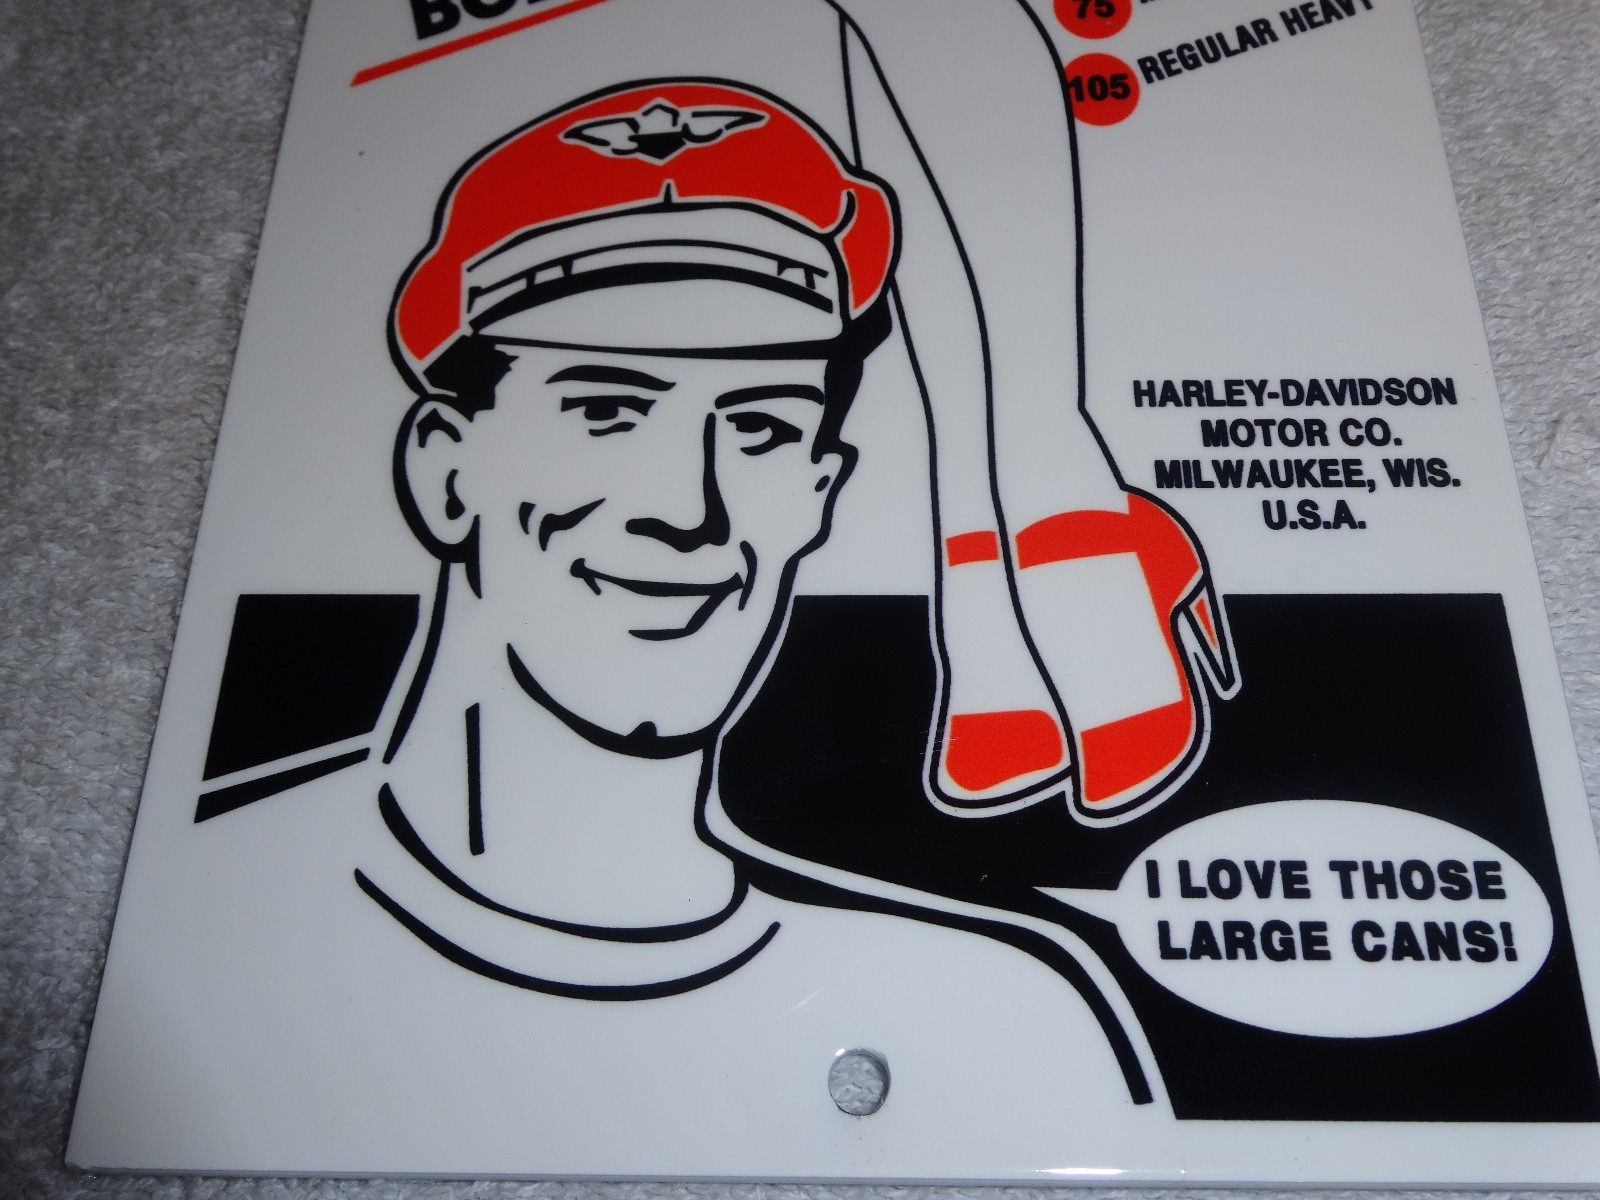 75
105 REGULAR HEAVY
HARLEY-DAVIDSON
MOTOR CO.
MILWAUKEE, WIS.
U.S.A.
I LOVE THOSE
LARGE CANS!